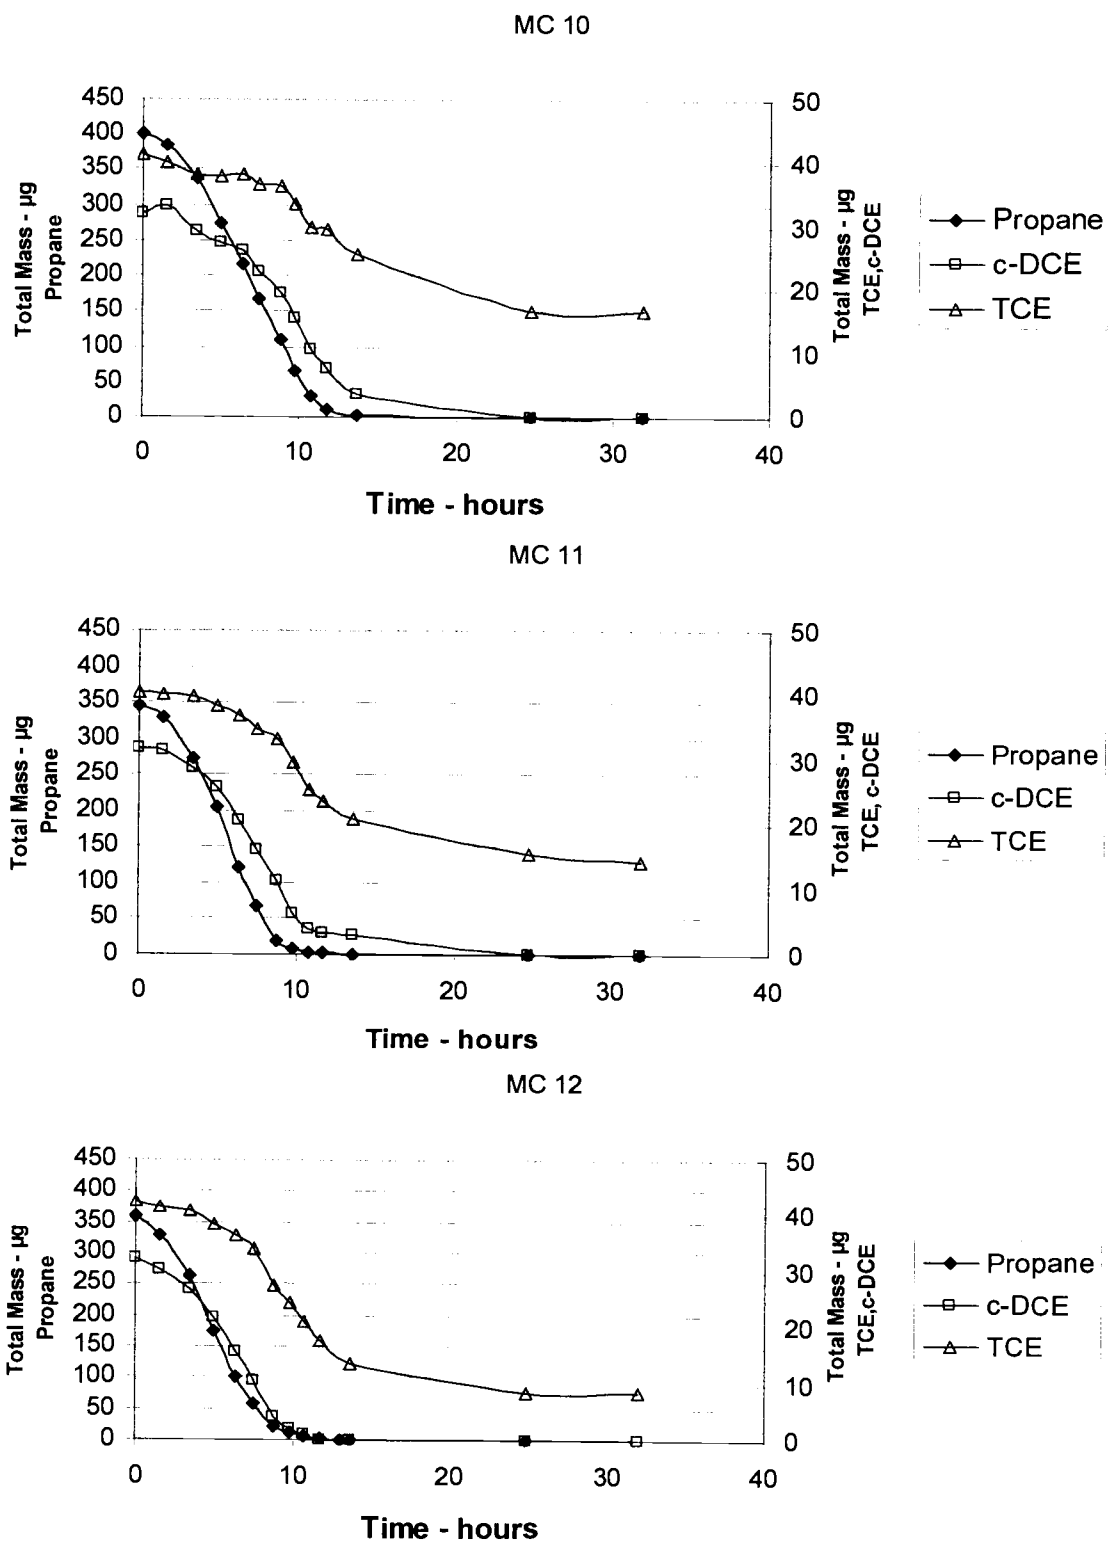 MC 10
450
400
350
300
250
200
150
100
50
0
Total Mass - µg
Propane
50
40
30
20
10
0
Total Mass - µg
TCE,c-DCE
Propane
c-DCE
TCE
0 10 20 30 40
Time - hours
MC 11
450
400
350
300
250
200
150
100
50
0
Total Mass - µg
Propane
50
40
30
20
10
0
Total Mass - µg
TCE, c-DCE
Propane
c-DCE
TCE
0 10 20 30 40
Time - hours
MC 12
450
400
350
300
250
200
150
100
50
0
Total Mass - µg
Propane
50
40
30
20
10
0
Total Mass - µg
TCE,c-DCE
Propane
c-DCE
TCE
0 10 20 30 40
Time - hours